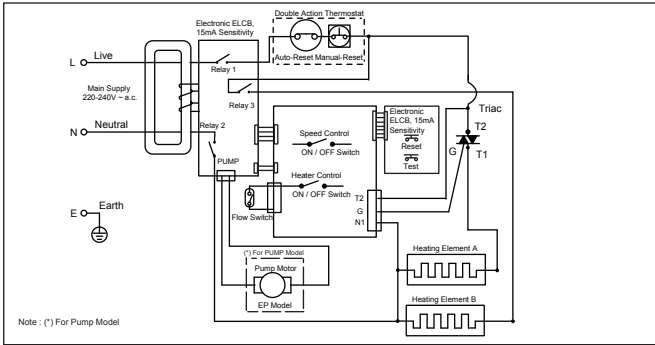 Double Action Thermostat
Electronic ELCB,
15mA Sensitivity
L
Live
Relay 1
Auto-Reset Manual-Reset
Main Supply
220-240V ~ a.c.
Relay 3
Triac
N
Neutral
Relay 2
Electronic
ELCB, 15mA
Sensitivity
Reset
Test
Speed Control
ON / OFF Switch
T2
G
T1
PUMP
Heater Control
ON / OFF Switch
Flow Switch
T2
G
N1
E
Earth
(*) For PUMP Model
Pump Motor
EP Model
Heating Element A
Heating Element B
Note : (*) For Pump Model